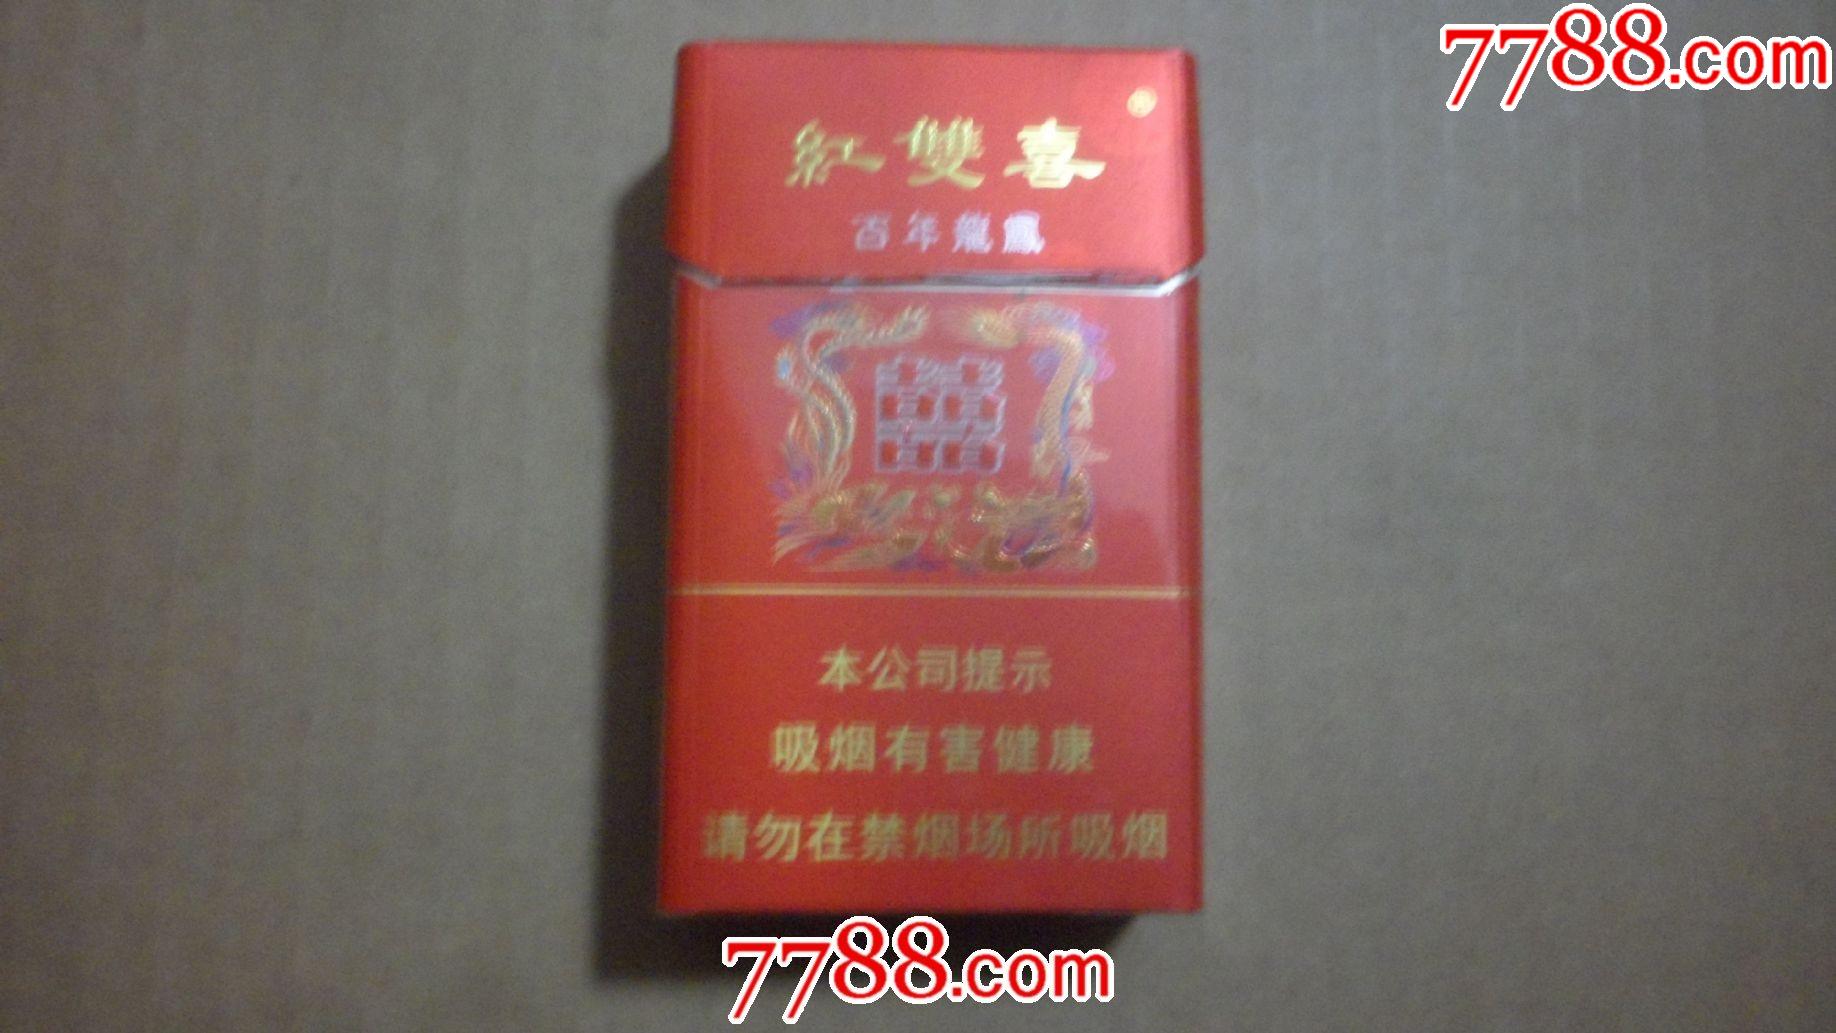 7788.com
紅雙喜
百年龍鳳
囍
本公司提示
吸烟有害健康
请勿在禁烟场所吸烟
7788.com